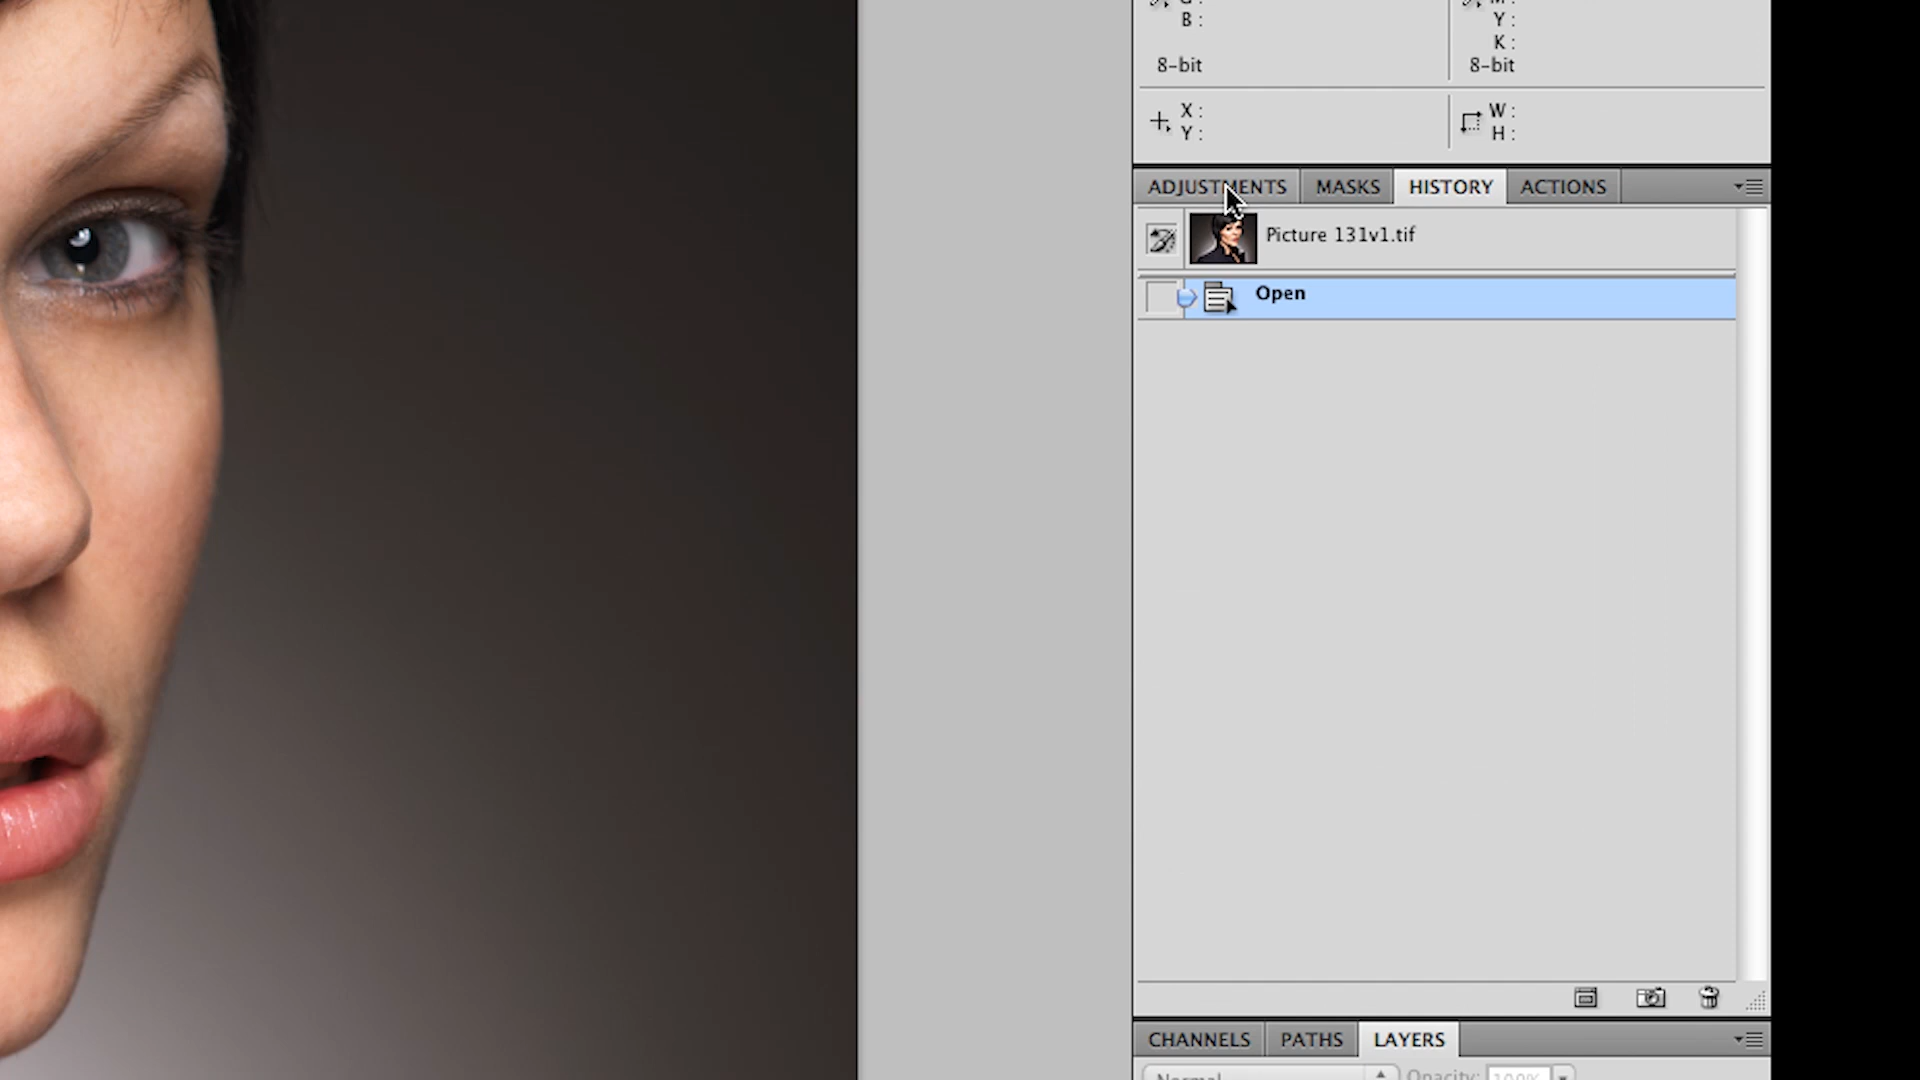 B :
Y :
K :
8-bit
8-bit
X :
Y :
W :
H :
ADJUSTMENTS
MASKS
HISTORY
ACTIONS
Picture 131v1.tif
Open
CHANNELS
PATHS
LAYERS
Normal
Opacity: 100%